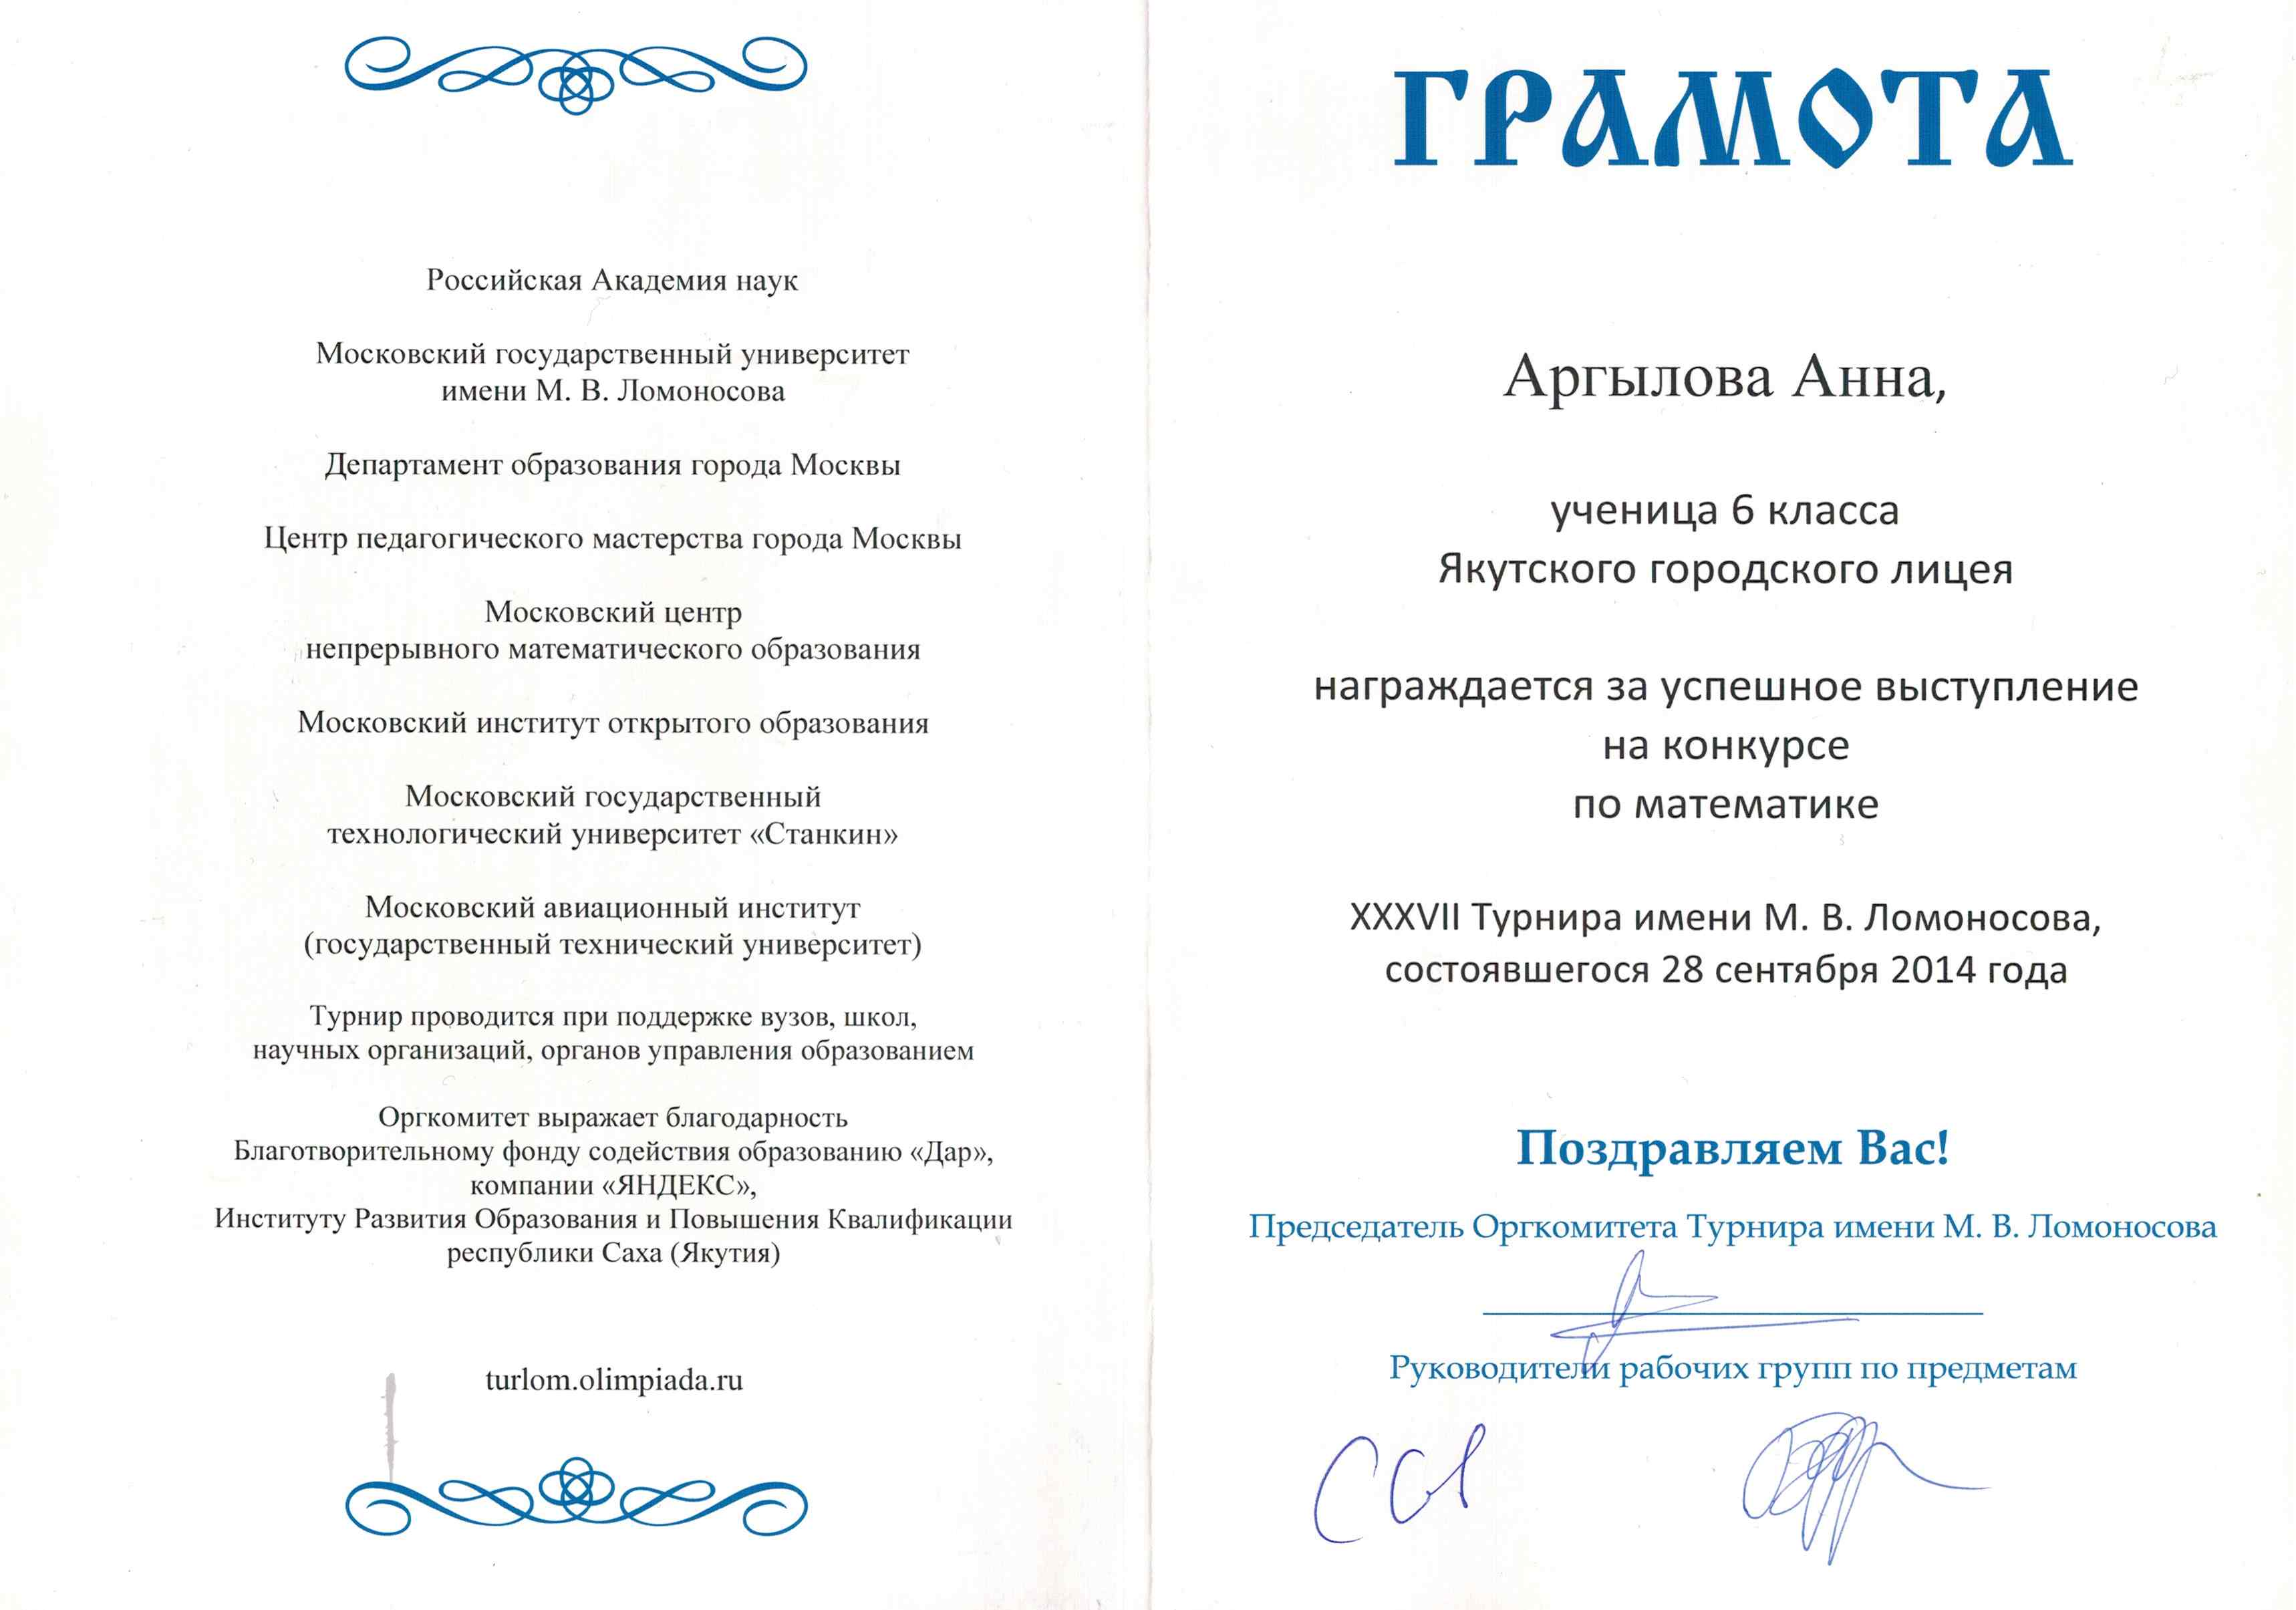 Российская Академия наук
Московский государственный университет
имени М. В. Ломоносова
Департамент образования города Москвы
Центр педагогического мастерства города Москвы
Московский центр
непрерывного математического образования
Московский институт открытого образования
Московский государственный
технологический университет «Станкин»
Московский авиационный институт
(государственный технический университет)
Турнир проводится при поддержке вузов, школ,
научных организаций, органов управления образованием
Оргкомитет выражает благодарность
Благотворительному фонду содействия образованию «Дар»,
компании «ЯНДЕКС»,
Институту Развития Образования и Повышения Квалификации
республики Саха (Якутия)
turlom.olimpiada.ru
ГРАМОТА
Аргылова Анна,
ученица 6 класса
Якутского городского лицея
награждается за успешное выступление
на конкурсе
по математике
XXXVII Турнира имени М. В. Ломоносова,
состоявшегося 28 сентября 2014 года
Поздравляем Вас!
Председатель Оргкомитета Турнира имени М. В. Ломоносова
Руководители рабочих групп по предметам